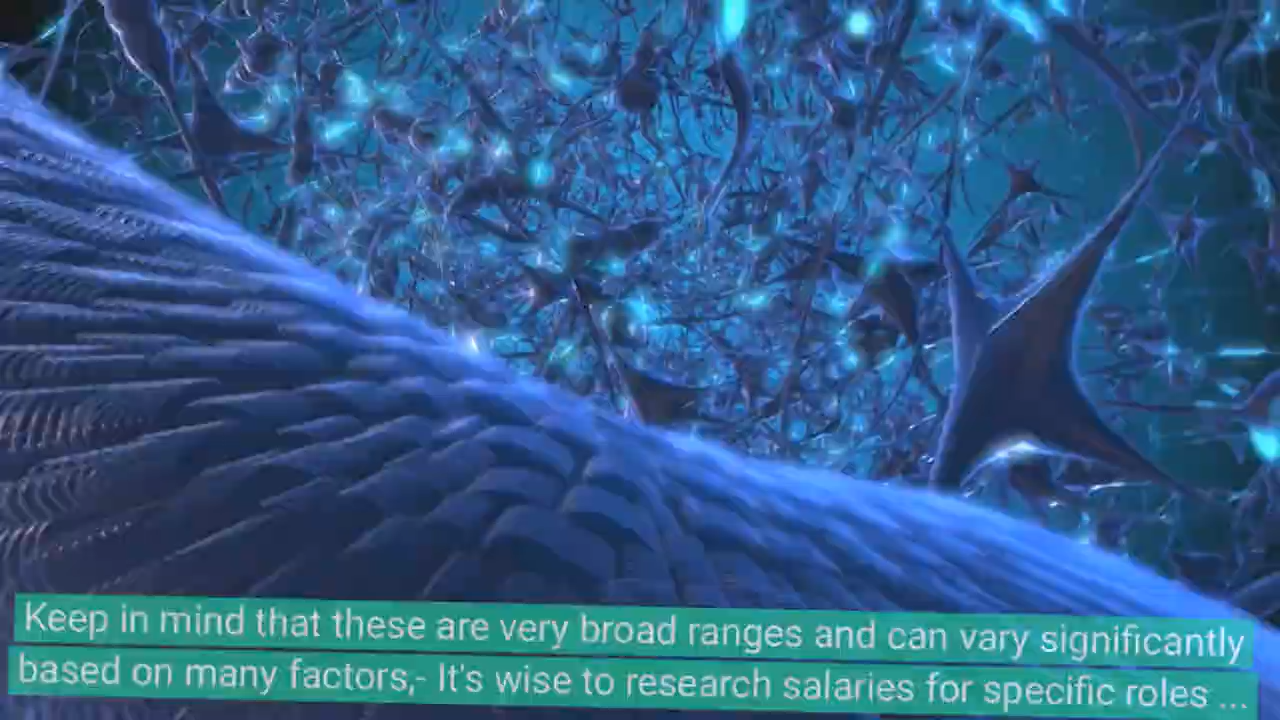 Keep in mind that these are very broad ranges and can vary significantly
based on many factors,- It's wise to research salaries for specific roles ...